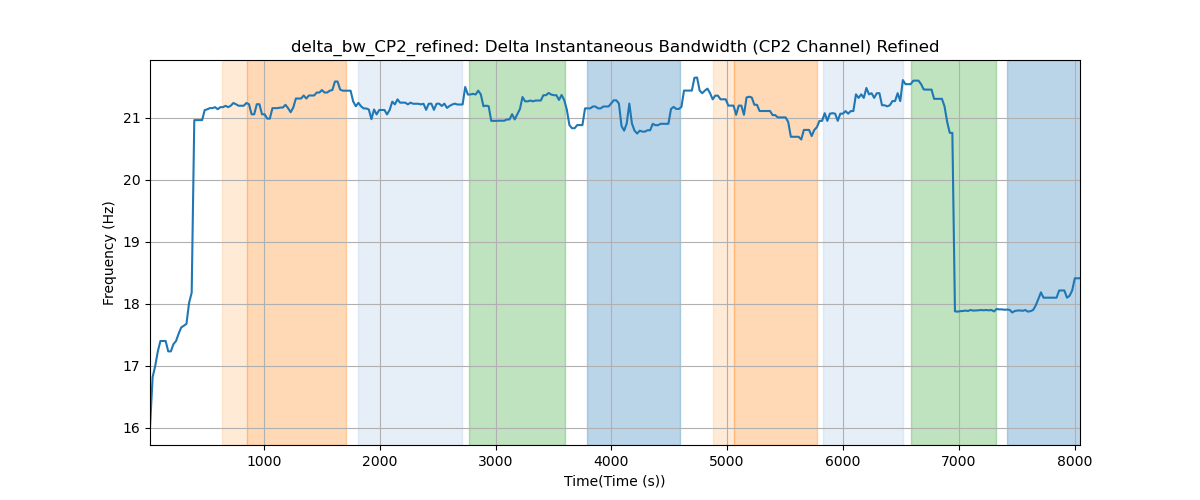 delta_bw_CP2_refined: Delta Instantaneous Bandwidth (CP2 Channel) Refined
Frequency (Hz)
21
20
19
18
17
16
1000 2000 3000 4000 5000 6000 7000 8000
Time(Time (s))